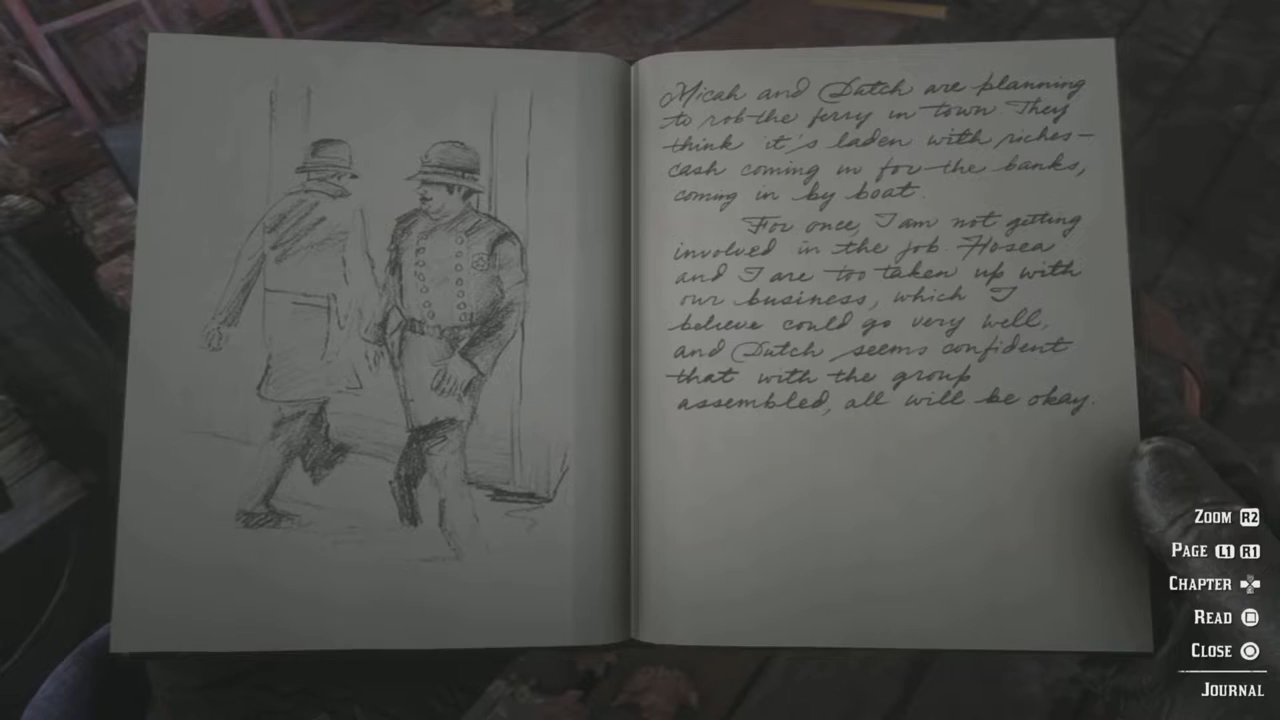 Micah and Dutch are planning
to rob the ferry in town. They
think it's laden with riches—
cash coming in for the banks,
coming in by boat.
For once, I am not getting
involved in the job. Hosea
and I are too taken up with
our business, which I
believe could go very well,
and Dutch seems confident
that with the group
assembled, all will be okay.
ZOOM R2
PAGE L1 R1
CHAPTER
READ
CLOSE
JOURNAL